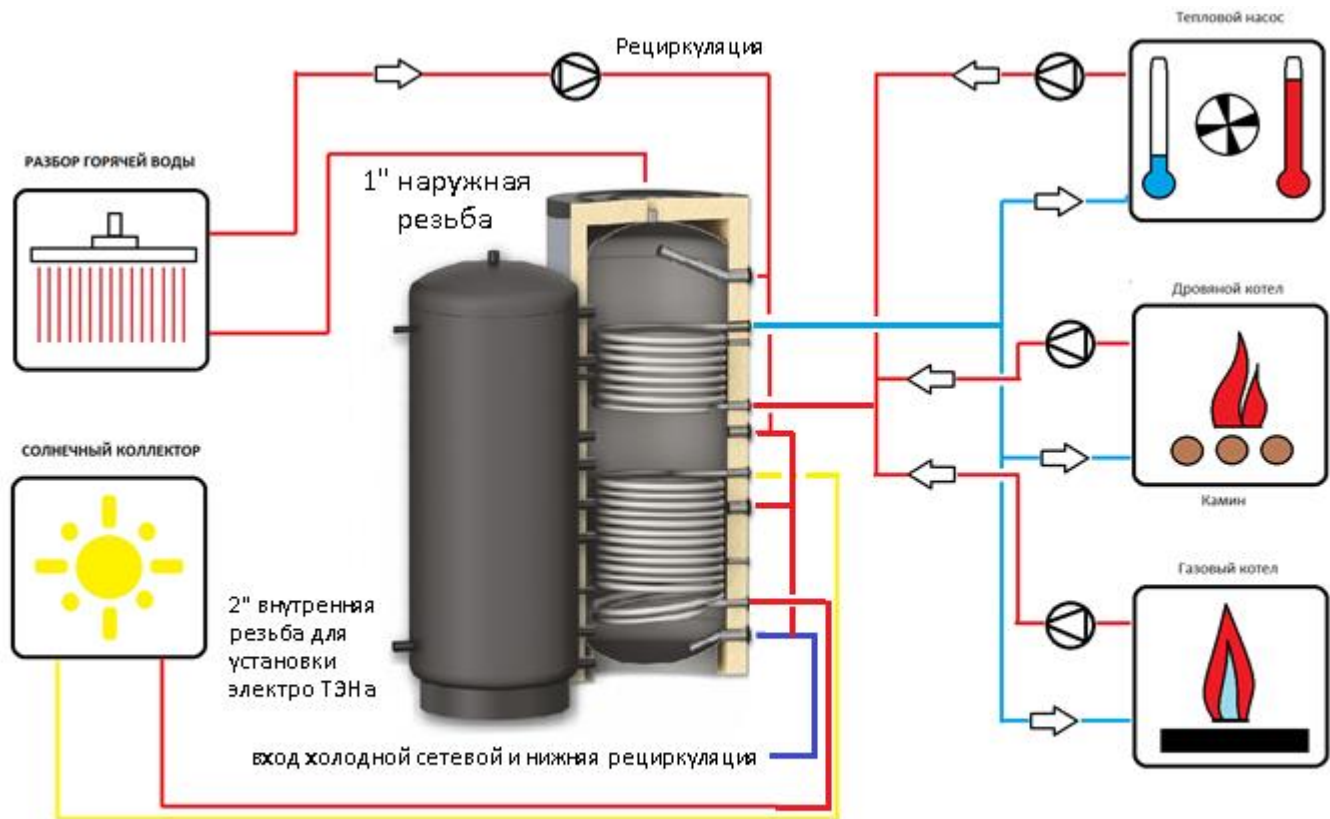 Тепловой насос
Рециркуляция
РАЗБОР ГОРЯЧЕЙ ВОДЫ
1" наружная
резьба
Дровяной котел
Камин
СОЛНЕЧНЫЙ КОЛЛЕКТОР
Газовый котел
2" внутренняя
резьба для
установки
электро ТЭНа
вход холодной сетевой и нижняя рециркуляция